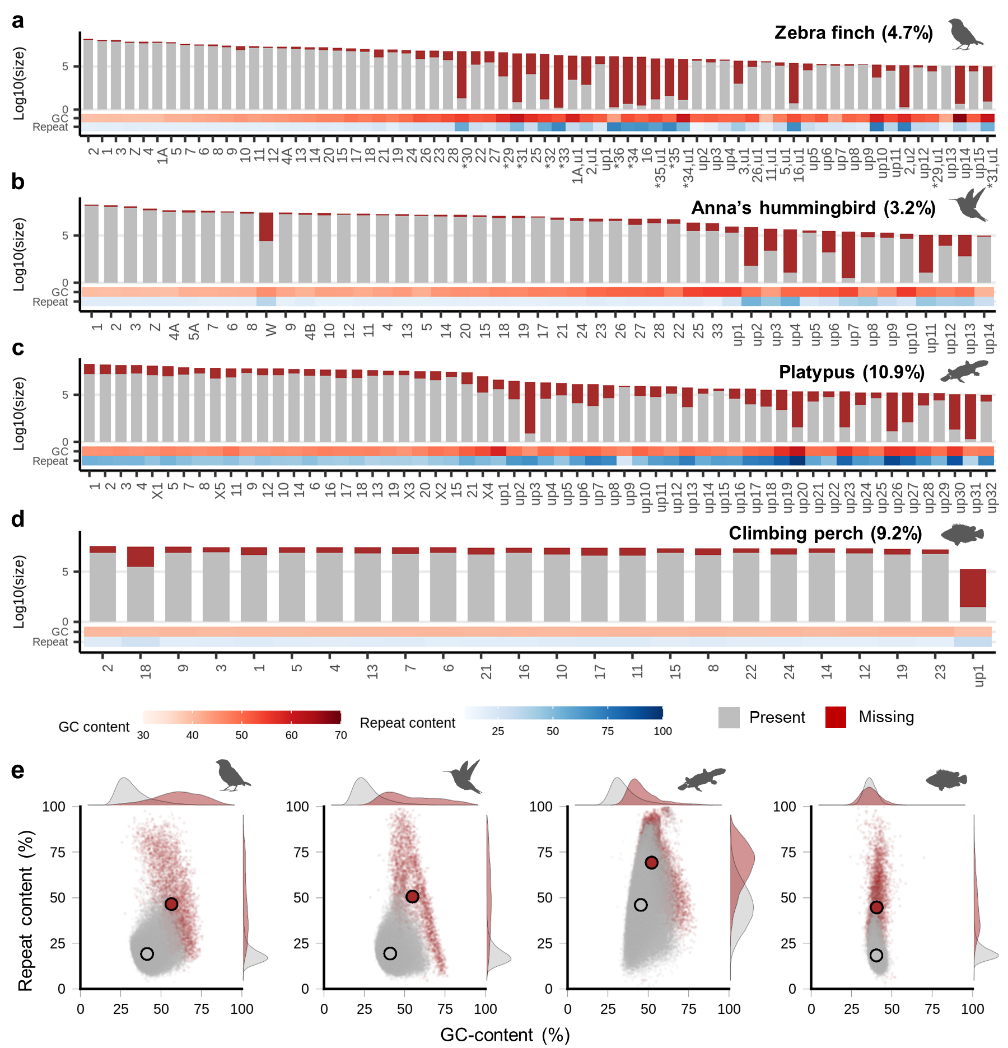 a
Zebra finch (4.7%)
Log10(size)
5
0
GC
Repeat
2 1 3 Z 4 1A 5 7 6 8 9 10 11 12 4A 13 14 20 15 17 18 21 19 24 26 23 28 *30 22 27 *29 *31 25 *32 *33 1A,u1 2,u1 up1 *36 *34 16 *35,u1 *35 *34,u1 up2 up3 up4 3,u1 26,u1 11,u1 5,u1 16,u1 up5 up6 up7 up8 up9 up10 up11 2,u2 up12 *29,u1 up13 up14 up15 *31,u1
b
Anna's hummingbird (3.2%)
Log10(size)
5
0
GC
Repeat
1 2 3 Z 4A 5A 7 6 8 W 9 4B 10 12 11 4 13 5 14 20 15 18 19 17 21 24 23 26 27 28 22 25 33 up1 up2 up3 up4 up5 up6 up7 up8 up9 up10 up11 up12 up13 up14
c
Platypus (10.9%)
Log10(size)
5
0
GC
Repeat
1 2 3 4 X1 5 7 8 X5 11 9 12 10 14 6 16 17 18 13 19 X3 20 X2 15 21 X4 up1 up2 up3 up4 up5 up6 up7 up8 up9 up10 up11 up12 up13 up14 up15 up16 up17 up18 up19 up20 up21 up22 up23 up24 up25 up26 up27 up28 up29 up30 up31 up32
d
Climbing perch (9.2%)
Log10(size)
5
0
GC
Repeat
2 18 9 3 1 5 4 13 7 6 21 16 10 17 11 15 8 22 24 14 12 19 23 up1
GC content
30 40 50 60 70
Repeat content
25 50 75 100
Present
Missing
e
Repeat content (%)
100
75
50
25
0
0 25 50 75 100
100
75
50
25
0
0 25 50 75 100
100
75
50
25
0
0 25 50 75 100
100
75
50
25
0
0 25 50 75 100
GC-content (%)